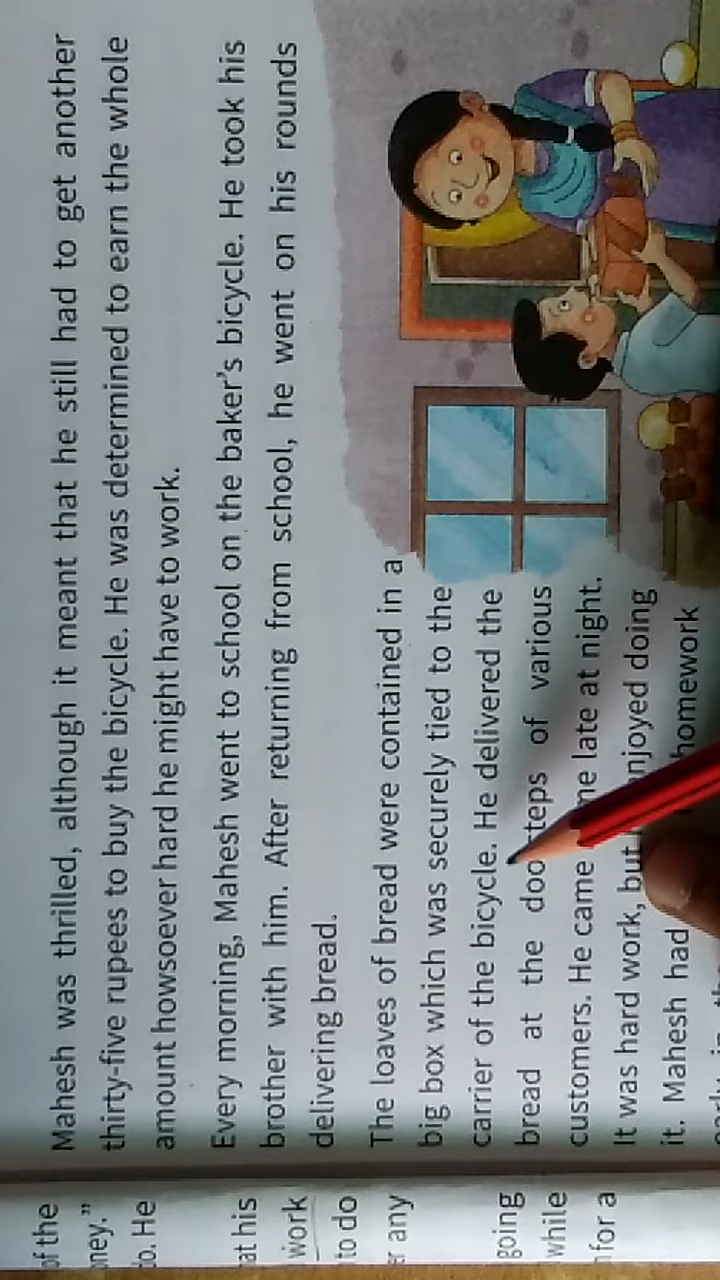 of the
oney."
do. He
at his
work
to do
er any
going
while
for a
Mahesh was thrilled, although it meant that he still had to get another
thirty-five rupees to buy the bicycle. He was determined to earn the whole
amount howsoever hard he might have to work.
Every morning, Mahesh went to school on the baker's bicycle. He took his
brother with him. After returning from school, he went on his rounds
delivering bread.
The loaves of bread were contained in a
big box which was securely tied to the
carrier of the bicycle. He delivered the
bread at the doorsteps of various
customers. He came late at night.
It was hard work, but enjoyed doing
it. Mahesh had homework